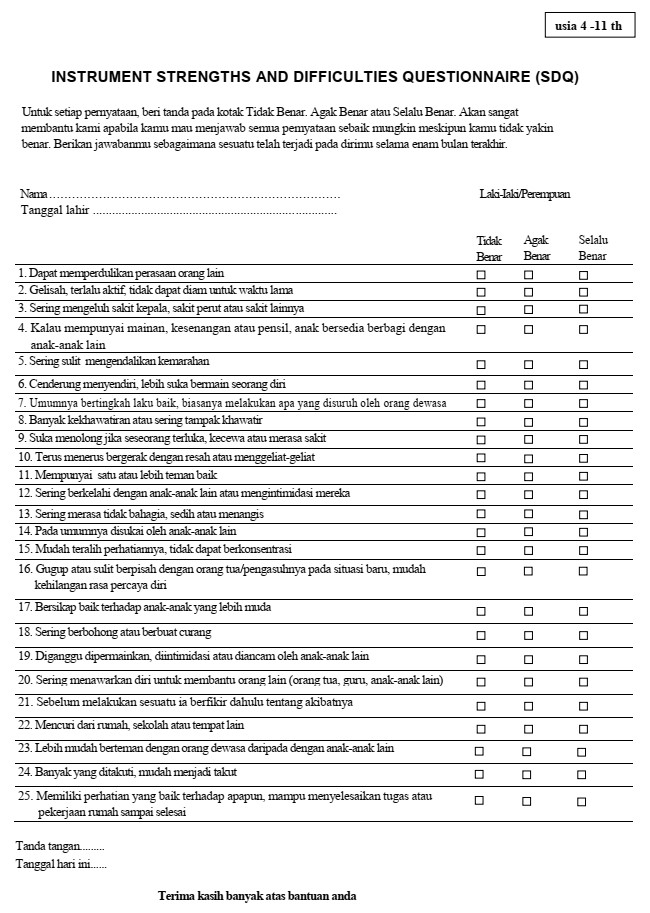 usia 4 -11 th
INSTRUMENT STRENGTHS AND DIFFICULTIES QUESTIONNAIRE (SDQ)
Untuk setiap pernyataan, beri tanda pada kotak Tidak Benar. Agak Benar atau Selalu Benar. Akan sangat
membantu kami apabila kamu mau menjawab semua pernyataan sebaik mungkin meskipun kamu tidak yakin
benar. Berikan jawabanmu sebagaimana sesuatu telah terjadi pada dirimu selama enam bulan terakhir.
Nama........................................................................ Laki-laki/Perempuan
Tanggal lahir ............................................................................
Tidak Agak Selalu
Benar Benar Benar
1. Dapat memperdulikan perasaan orang lain
2. Gelisah, terlalu aktif, tidak dapat diam untuk waktu lama
3. Sering mengeluh sakit kepala, sakit perut atau sakit lainnya
4. Kalau mempunyai mainan, kesenangan atau pensil, anak bersedia berbagi dengan
anak-anak lain
5. Sering sulit mengendalikan kemarahan
6. Cenderung menyendiri, lebih suka bermain seorang diri
7. Umumnya bertingkah laku baik, biasanya melakukan apa yang disuruh oleh orang dewasa
8. Banyak kekhawatiran atau sering tampak khawatir
9. Suka menolong jika seseorang terluka, kecewa atau merasa sakit
10. Terus menerus bergerak dengan resah atau menggeliat-geliat
11. Mempunyai satu atau lebih teman baik
12. Sering berkelahi dengan anak-anak lain atau mengintimidasi mereka
13. Sering merasa tidak bahagia, sedih atau menangis
14. Pada umumnya disukai oleh anak-anak lain
15. Mudah teralih perhatiannya, tidak dapat berkonsentrasi
16. Gugup atau sulit berpisah dengan orang tua/pengasuhnya pada situasi baru, mudah
kehilangan rasa percaya diri
17. Bersikap baik terhadap anak-anak yang lebih muda
18. Sering berbohong atau berbuat curang
19. Diganggu dipermainkan, diintimidasi atau diancam oleh anak-anak lain
20. Sering menawarkan diri untuk membantu orang lain (orang tua, guru, anak-anak lain)
21. Sebelum melakukan sesuatu ia berfikir dahulu tentang akibatnya
22. Mencuri dari rumah, sekolah atau tempat lain
23. Lebih mudah berteman dengan orang dewasa daripada dengan anak-anak lain
24. Banyak yang ditakuti, mudah menjadi takut
25. Memiliki perhatian yang baik terhadap apapun, mampu menyelesaikan tugas atau
pekerjaan rumah sampai selesai
Tanda tangan.........
Tanggal hari ini......
Terima kasih banyak atas bantuan anda